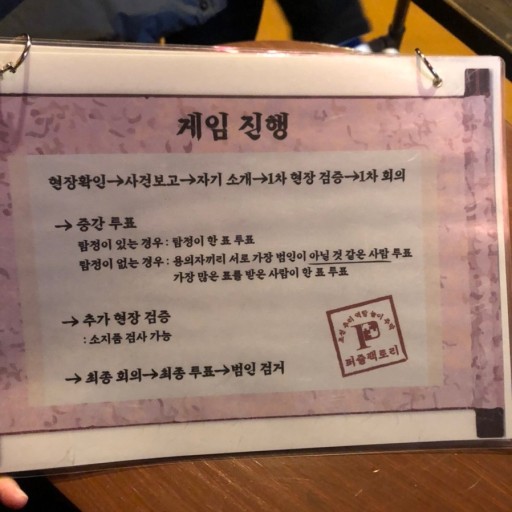 게임 진행
현장확인→사건보고→자기 소개→1차 현장 검증→1차 회의
→ 중간 투표
탐정이 있는 경우 : 탐정이 한 표 투표
탐정이 없는 경우 : 용의자끼리 서로 가장 범인이 아닐 것 같은 사람 투표
가장 많은 표를 받은 사람이 한 표 투표
→ 추가 현장 검증
: 소지품 검사 가능
→ 최종 회의→최종 투표→범인 검거
추리 역할 놀이
F
퍼즐팩토리